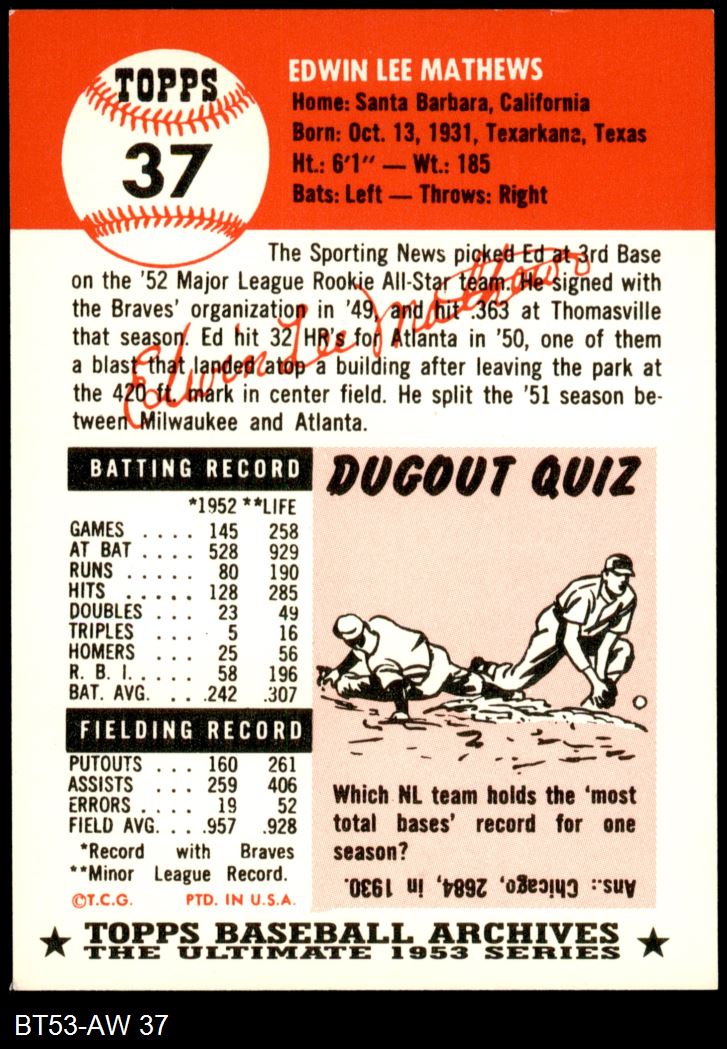 TOPPS
37
EDWIN LEE MATHEWS
Home: Santa Barbara, California
Born: Oct. 13, 1931, Texarkana, Texas
Ht.: 6'1" — Wt.: 185
Bats: Left — Throws: Right
The Sporting News picked Ed at 3rd Base
on the '52 Major League Rookie All-Star team. He signed with
the Braves' organization in '49, and hit .363 at Thomasville
that season. Ed hit 32 HR's for Atlanta in '50, one of them
a blast that landed atop a building after leaving the park at
the 420 ft. mark in center field. He split the '51 season be-
tween Milwaukee and Atlanta.
Edwin Lee Mathews
BATTING RECORD
*1952 **LIFE
GAMES .... 145 258
AT BAT .... 528 929
RUNS ..... 80 190
HITS ..... 128 285
DOUBLES ... 23 49
TRIPLES .... 5 16
HOMERS .... 25 56
R. B. I. .... 58 196
BAT. AVG. ... .242 .307
FIELDING RECORD
PUTOUTS ... 160 261
ASSISTS .... 259 406
ERRORS .... 19 52
FIELD AVG. ... .957 .928
*Record with Braves
**Minor League Record.
©T.C.G. PTD. IN U.S.A.
DUGOUT QUIZ
Which NL team holds the 'most
total bases' record for one
season?
Ans.: Chicago, 2684, in 1930.
TOPPS BASEBALL ARCHIVES
THE ULTIMATE 1953 SERIES
BT53-AW 37